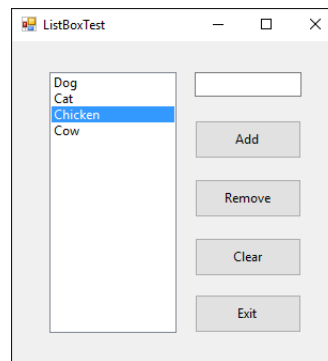 ListBoxTest
Dog
Cat
Chicken
Cow
Add
Remove
Clear
Exit